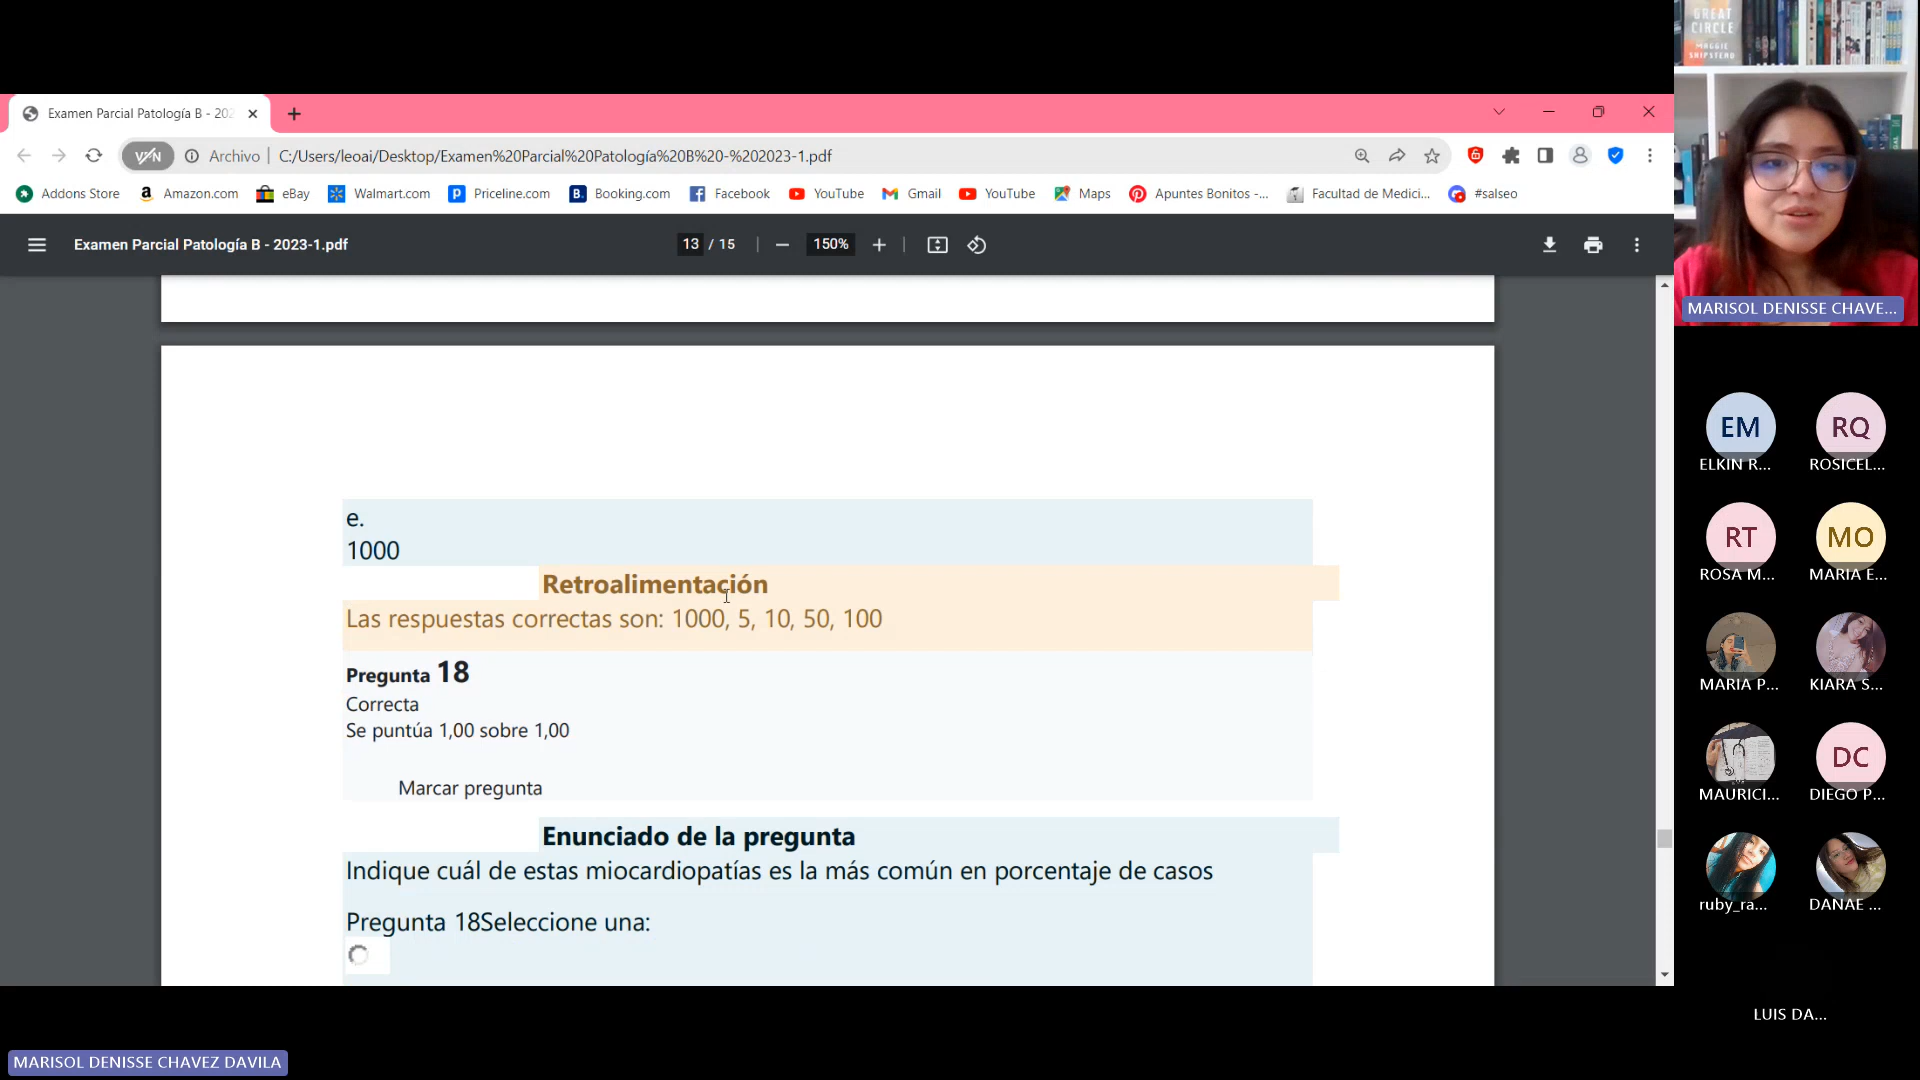 GREAT
CIRCLE
MAGGIE
SHIPSTEAD
Examen Parcial Patología B - 202
VPN
Archivo
C:/Users/leoai/Desktop/Examen%20Parcial%20Patología%20B%20-%202023-1.pdf
Addons Store
Amazon.com
eBay
Walmart.com
Priceline.com
Booking.com
Facebook
YouTube
Gmail
YouTube
Maps
Apuntes Bonitos -...
Facultad de Medici...
#salseo
Examen Parcial Patología B - 2023-1.pdf
13 / 15
150%
MARISOL DENISSE CHAVE...
e.
1000
Retroalimentación
Las respuestas correctas son: 1000, 5, 10, 50, 100
Pregunta 18
Correcta
Se puntúa 1,00 sobre 1,00
Marcar pregunta
Enunciado de la pregunta
Indique cuál de estas miocardiopatías es la más común en porcentaje de casos
Pregunta 18Seleccione una:
EM
ELKIN R...
RQ
ROSICEL...
RT
ROSA M...
MO
MARIA E...
MARIA P...
KIARA S...
MAURICI...
DC
DIEGO P...
ruby_ra...
DANAE ...
LUIS DA...
MARISOL DENISSE CHAVEZ DAVILA